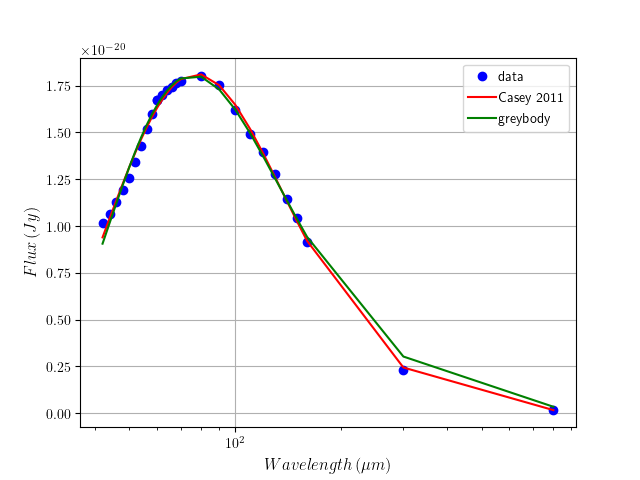 ×10⁻²⁰
data
Casey 2011
greybody
1.75
1.50
1.25
1.00
0.75
0.50
0.25
0.00
Flux (Jy)
10²
Wavelength (μm)